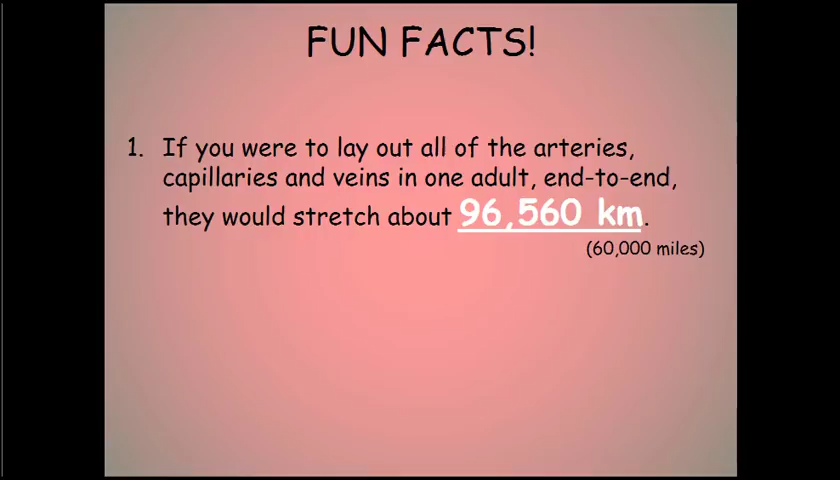 FUN FACTS!
1. If you were to lay out all of the arteries,
capillaries and veins in one adult, end-to-end,
they would stretch about 96,560 km.
(60,000 miles)